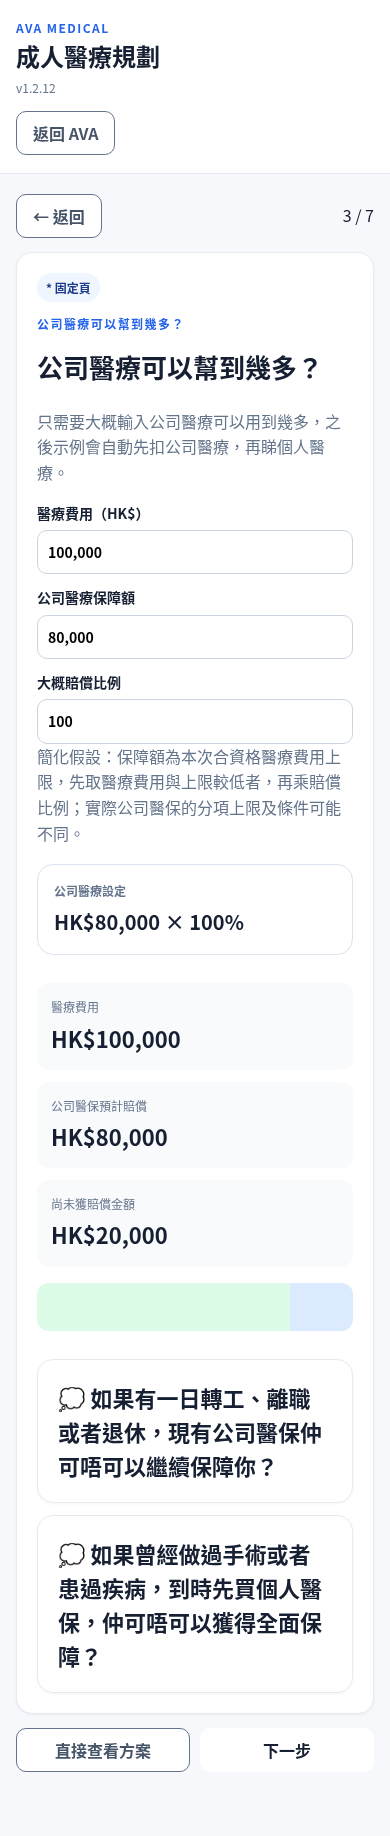 AVA MEDICAL
成人醫療規劃
v1.2.12
返回 AVA
← 返回
3 / 7
* 固定頁
公司醫療可以幫到幾多？
公司醫療可以幫到幾多？
只需要大概輸入公司醫療可以用到幾多，之
後示例會自動先扣公司醫療，再睇個人醫
療。
醫療費用（HK$）
100,000
公司醫療保障額
80,000
大概賠償比例
100
簡化假設：保障額為本次合資格醫療費用上
限，先取醫療費用與上限較低者，再乘賠償
比例；實際公司醫保的分項上限及條件可能
不同。
公司醫療設定
HK$80,000 × 100%
醫療費用
HK$100,000
公司醫保預計賠償
HK$80,000
尚未獲賠償金額
HK$20,000
💭 如果有一日轉工、離職
或者退休，現有公司醫保仲
可唔可以繼續保障你？
💭 如果曾經做過手術或者
患過疾病，到時先買個人醫
保，仲可唔可以獲得全面保
障？
直接查看方案
下一步